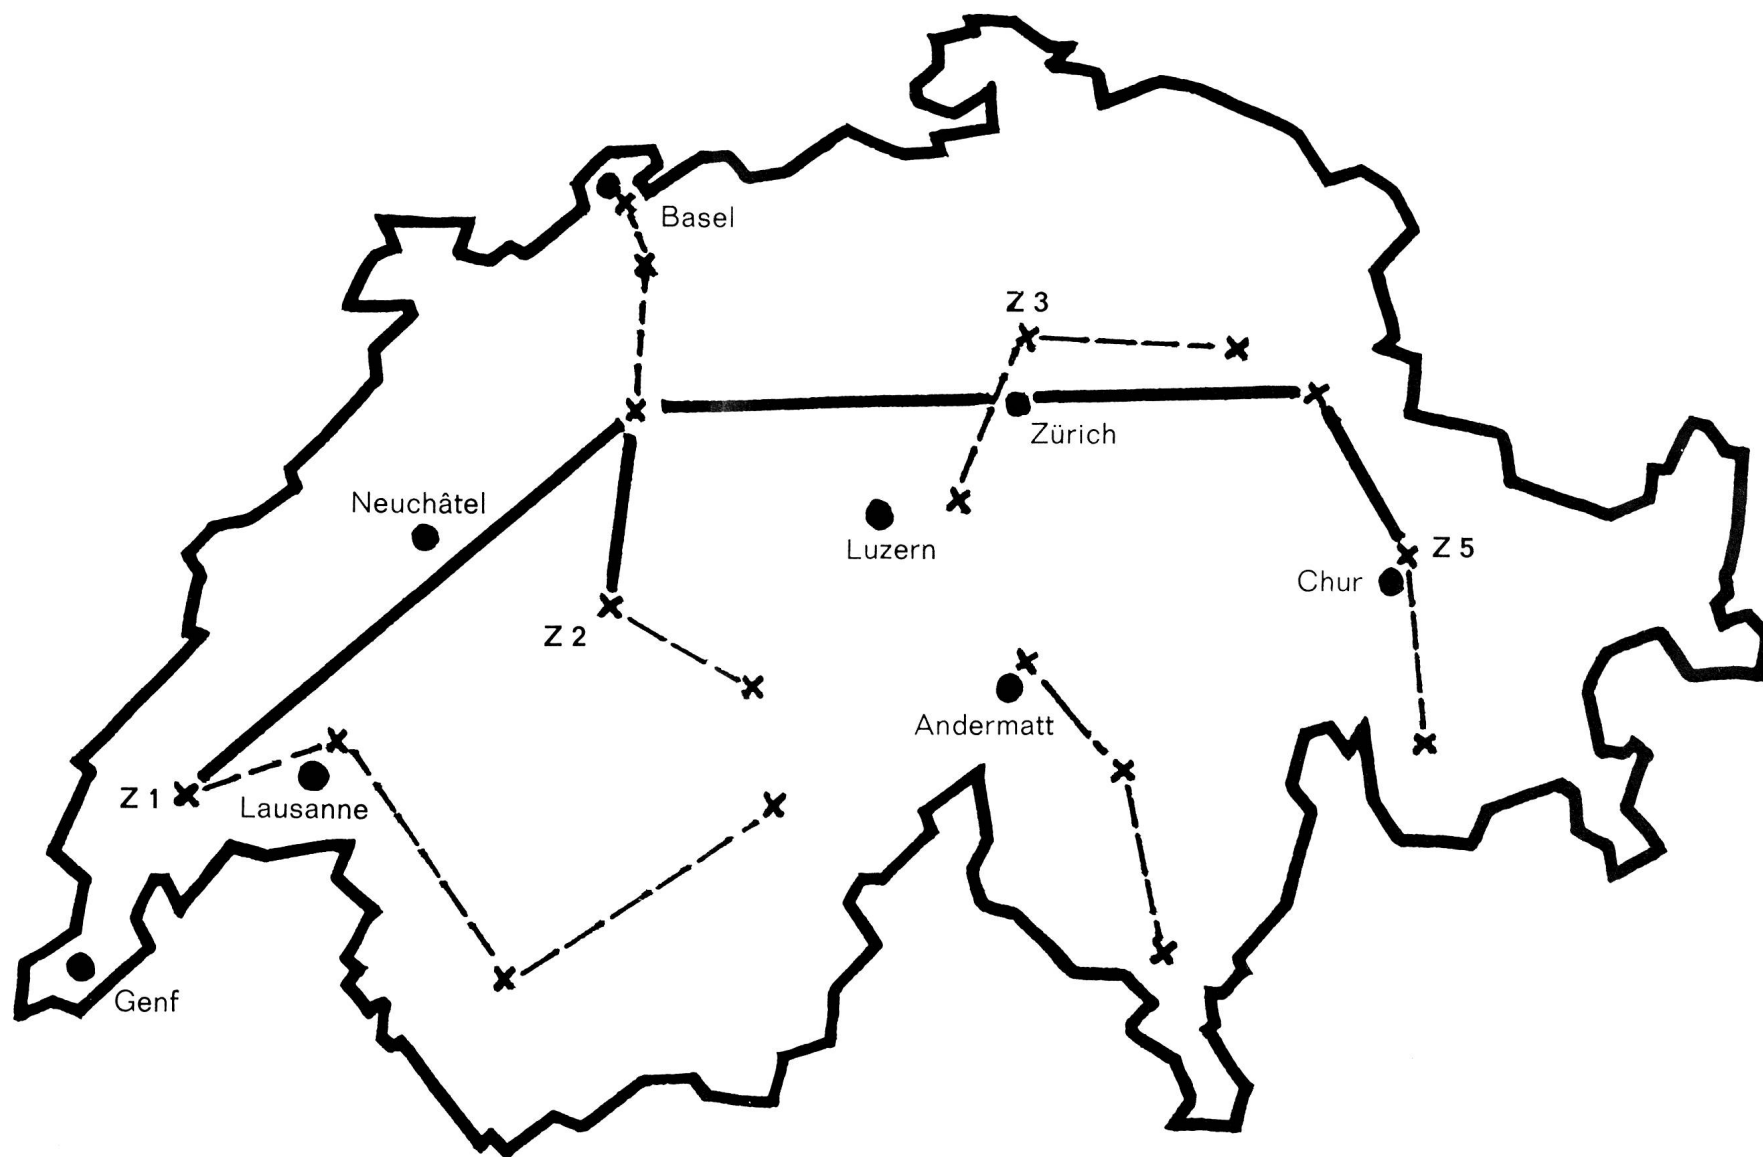 Basel
Z 3
Zürich
Neuchâtel
Luzern
Z 5
Chur
Z 2
Andermatt
Z 1
Lausanne
Genf